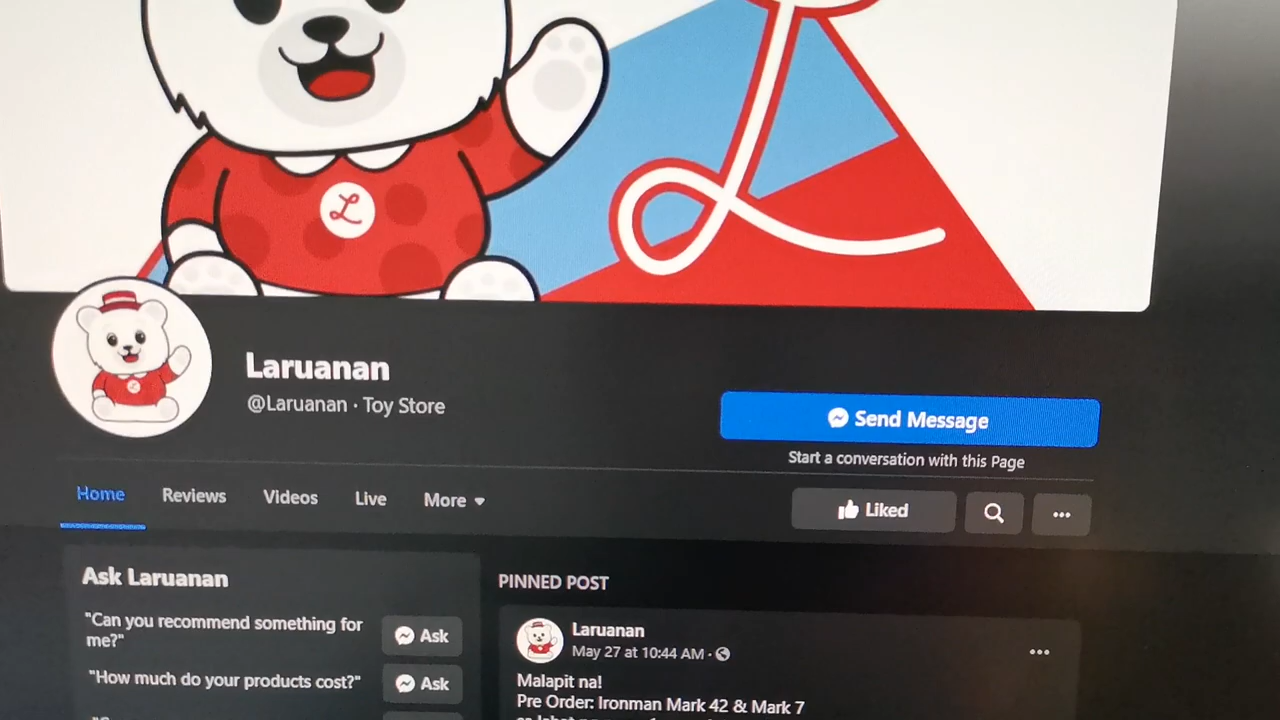 L
L
Laruanan
@Laruanan · Toy Store
Send Message
Start a conversation with this Page
Home Reviews Videos Live More
Liked
Ask Laruanan
"Can you recommend something for me?"
Ask
"How much do your products cost?"
Ask
PINNED POST
Laruanan
May 27 at 10:44 AM ·
Malapit na!
Pre Order: Ironman Mark 42 & Mark 7